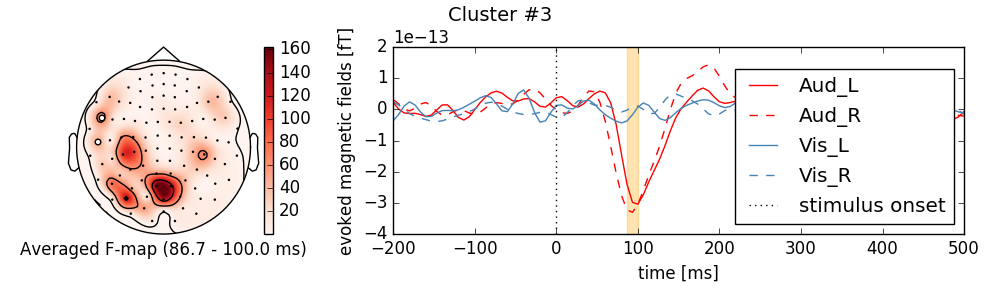 Cluster #3
160
140
120
100
80
60
40
20
Averaged F-map (86.7 - 100.0 ms)
evoked magnetic fields [fT]
1e−13
2
1
0
−1
−2
−3
−4
−200
−100
0
100
200
300
400
500
time [ms]
Aud_L
Aud_R
Vis_L
Vis_R
stimulus onset